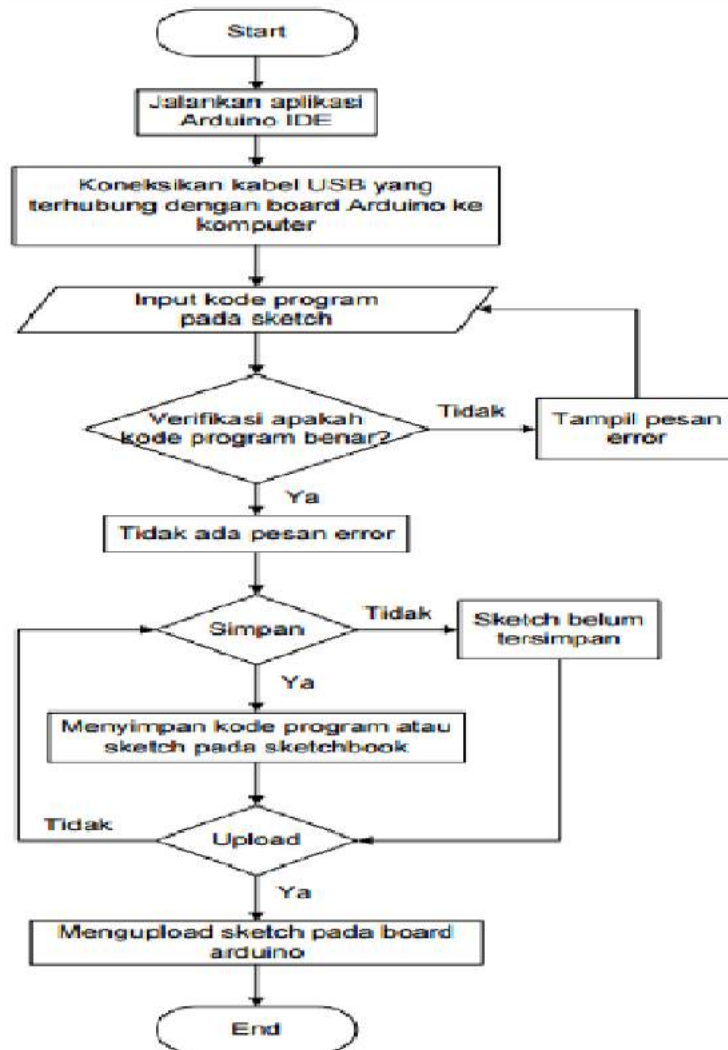 Start
Jalankan aplikasi
Arduino IDE
Koneksikan kabel USB yang
terhubung dengan board Arduino ke
komputer
Input kode program
pada sketch
Verifikasi apakah
kode program benar?
Tidak
Tampil pesan
error
Ya
Tidak ada pesan error
Simpan
Tidak
Sketch belum
tersimpan
Ya
Menyimpan kode program atau
sketch pada sketchbook
Tidak
Upload
Ya
Mengupload sketch pada board
arduino
End